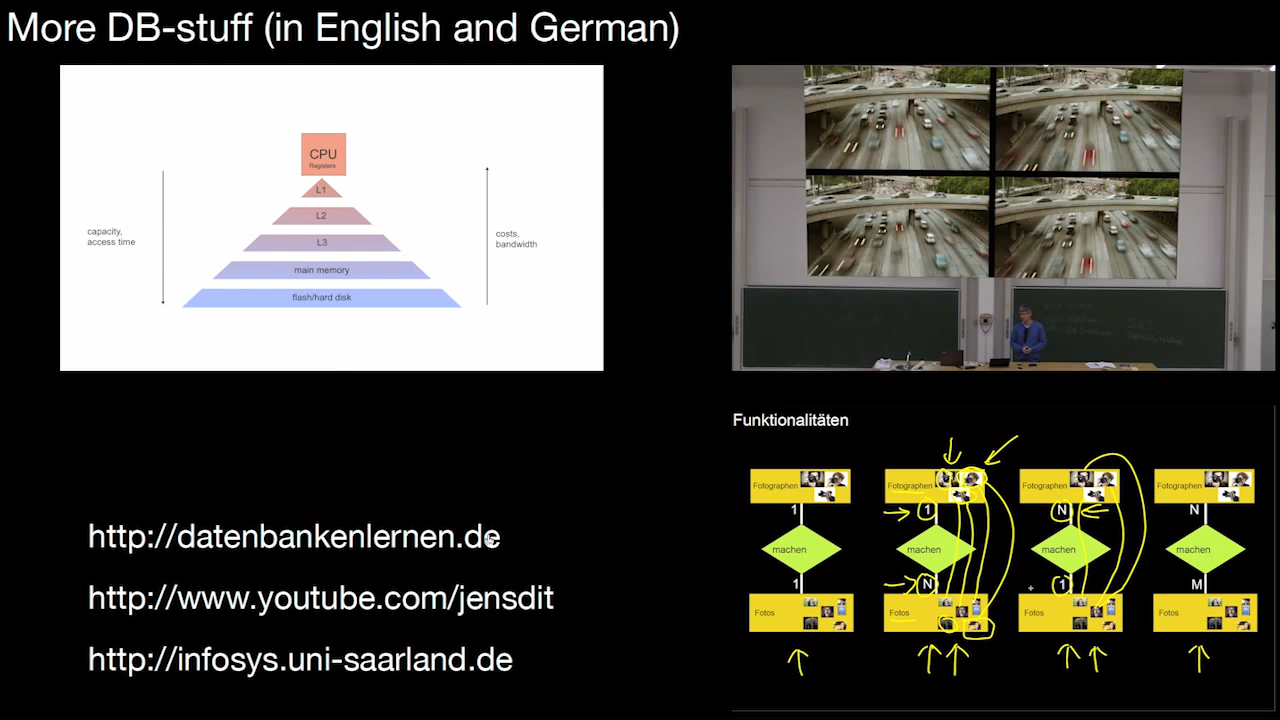 More DB-stuff (in English and German)
CPU
Registers
L1
L2
L3
main memory
flash/hard disk
capacity,
access time
costs,
bandwidth
Funktionalitäten
Fotographen Fotographen Fotographen Fotographen
1 1 N N
machen machen machen machen
1 N 1 M
Fotos Fotos Fotos Fotos
http://datenbankenlernen.de
http://www.youtube.com/jensdit
http://infosys.uni-saarland.de